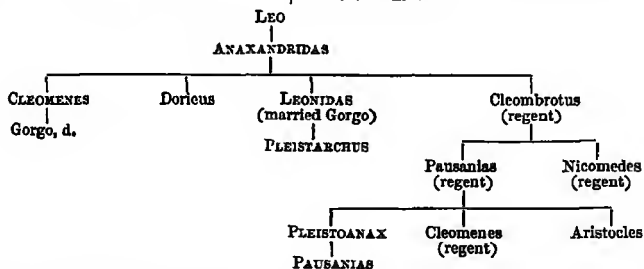 LEO
ANAXANDRIDAS
CLEOMENES Doricus LEONIDAS Cleombrotus
Gorgo, d. (married Gorgo) (regent)
PLEISTARCHUS
Pausanias Nicomedes
(regent) (regent)
PLEISTOANAX Cleomenes Aristocles
(regent)
PAUSANIAS